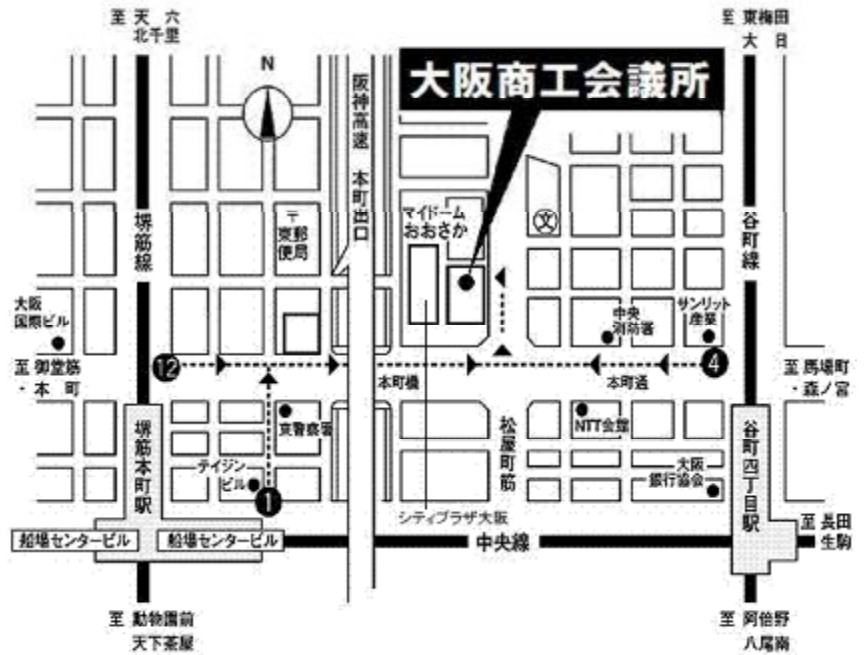 至 天 六
北千里
至 東梅田
大 日
N
大阪商工会議所
阪神高速 本町出口
堺筋線
〒
東郵
便局
マイドーム
おおさか
文
谷町線
大阪
国際ビル
中央
消防署
サンリット
産業
至 御堂筋
・本 町
12
本町橋
本町通
4
至 馬場町
・森ノ宮
堺筋本町駅
東警察署
テイジン
ビル
1
松屋町筋
NTT会館
大阪
銀行協会
谷町四丁目駅
シティプラザ大阪
船場センタービル
船場センタービル
中央線
至 長田
生駒
至 動物園前
天下茶屋
至 阿倍野
八尾南